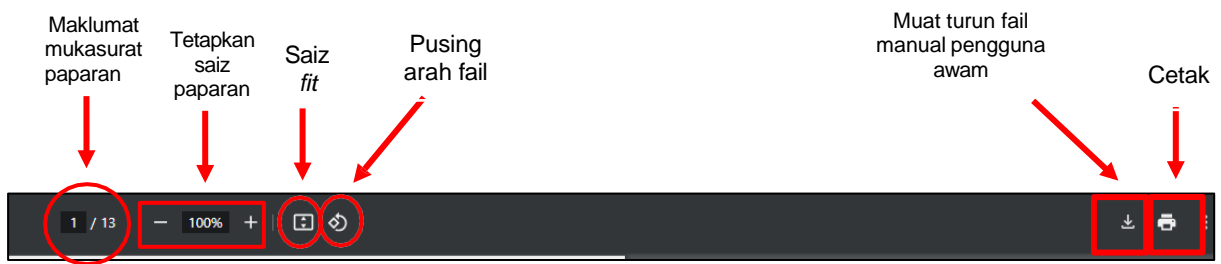 Maklumat
mukasurat
paparan
Tetapkan
saiz
paparan
Saiz
fit
Pusing
arah fail
Muat turun fail
manual pengguna
awam
Cetak
1 / 13
100%